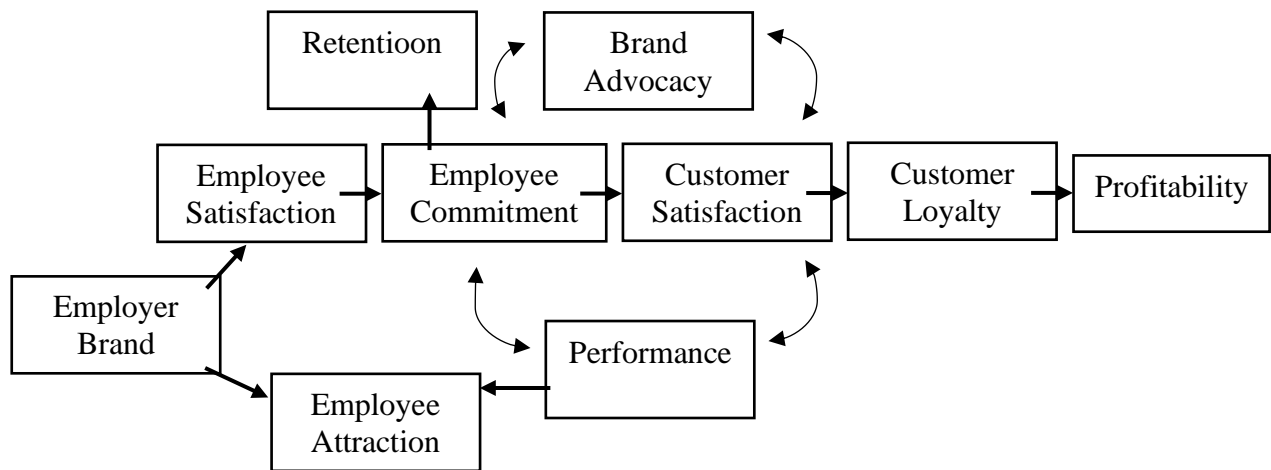 Retentioon
Brand
Advocacy
Employee
Satisfaction
Employee
Commitment
Customer
Satisfaction
Customer
Loyalty
Profitability
Employer
Brand
Performance
Employee
Attraction